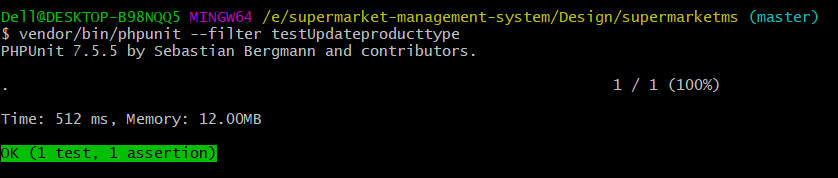 Dell@DESKTOP-B98NQQ5 MINGW64 /e/supermarket-management-system/Design/supermarketms (master)
$ vendor/bin/phpunit --filter testUpdateproducttype
PHPUnit 7.5.5 by Sebastian Bergmann and contributors.
. 1 / 1 (100%)
Time: 512 ms, Memory: 12.00MB
OK (1 test, 1 assertion)